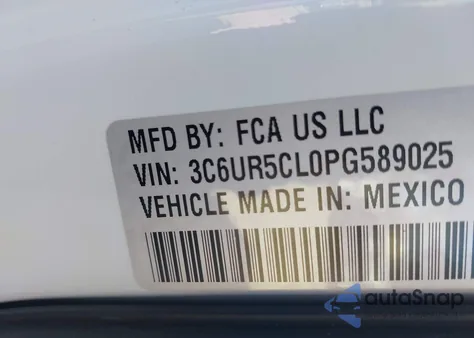 MFD BY: FCA US LLC
VIN: 3C6UR5CL0PG589025
VEHICLE MADE IN: MEXICO
autoSnap